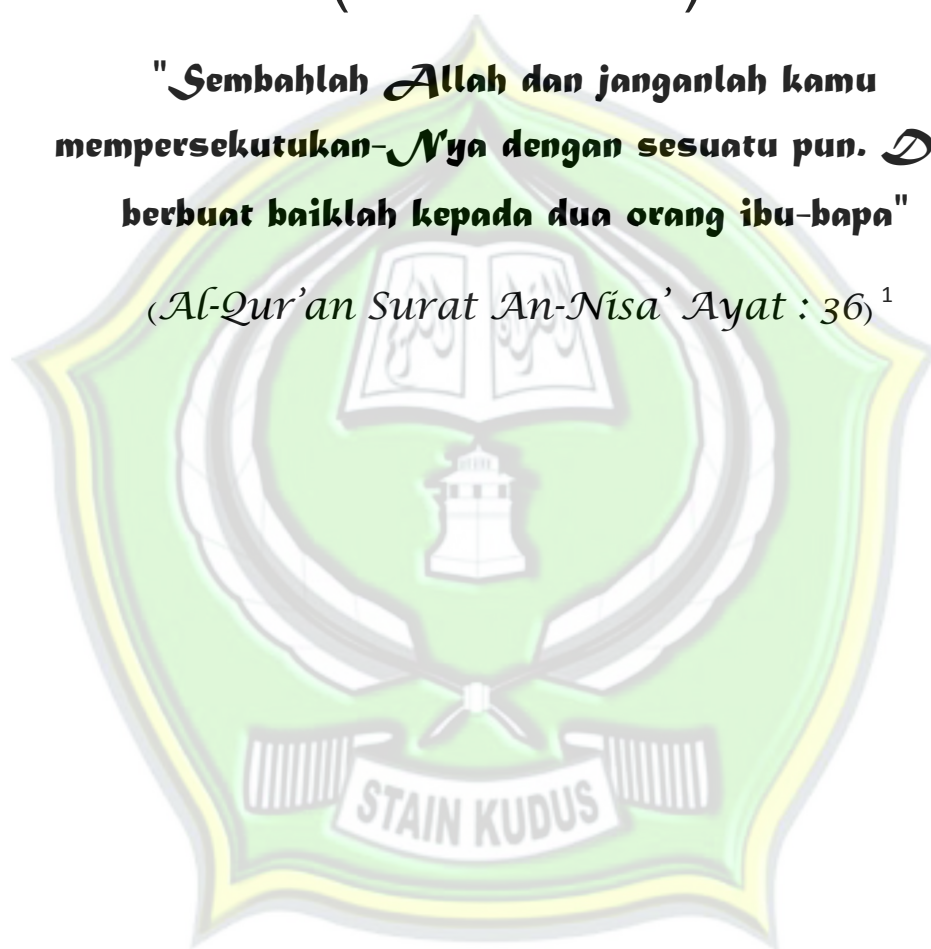 "Sembahlah Allah dan janganlah kamu
mempersekutukan-Nya dengan sesuatu pun.
berbuat baiklah kepada dua orang ibu-bapa"
(Al-Qur'an Surat An-Nisa' Ayat : 36) 1
STAIN KUDUS